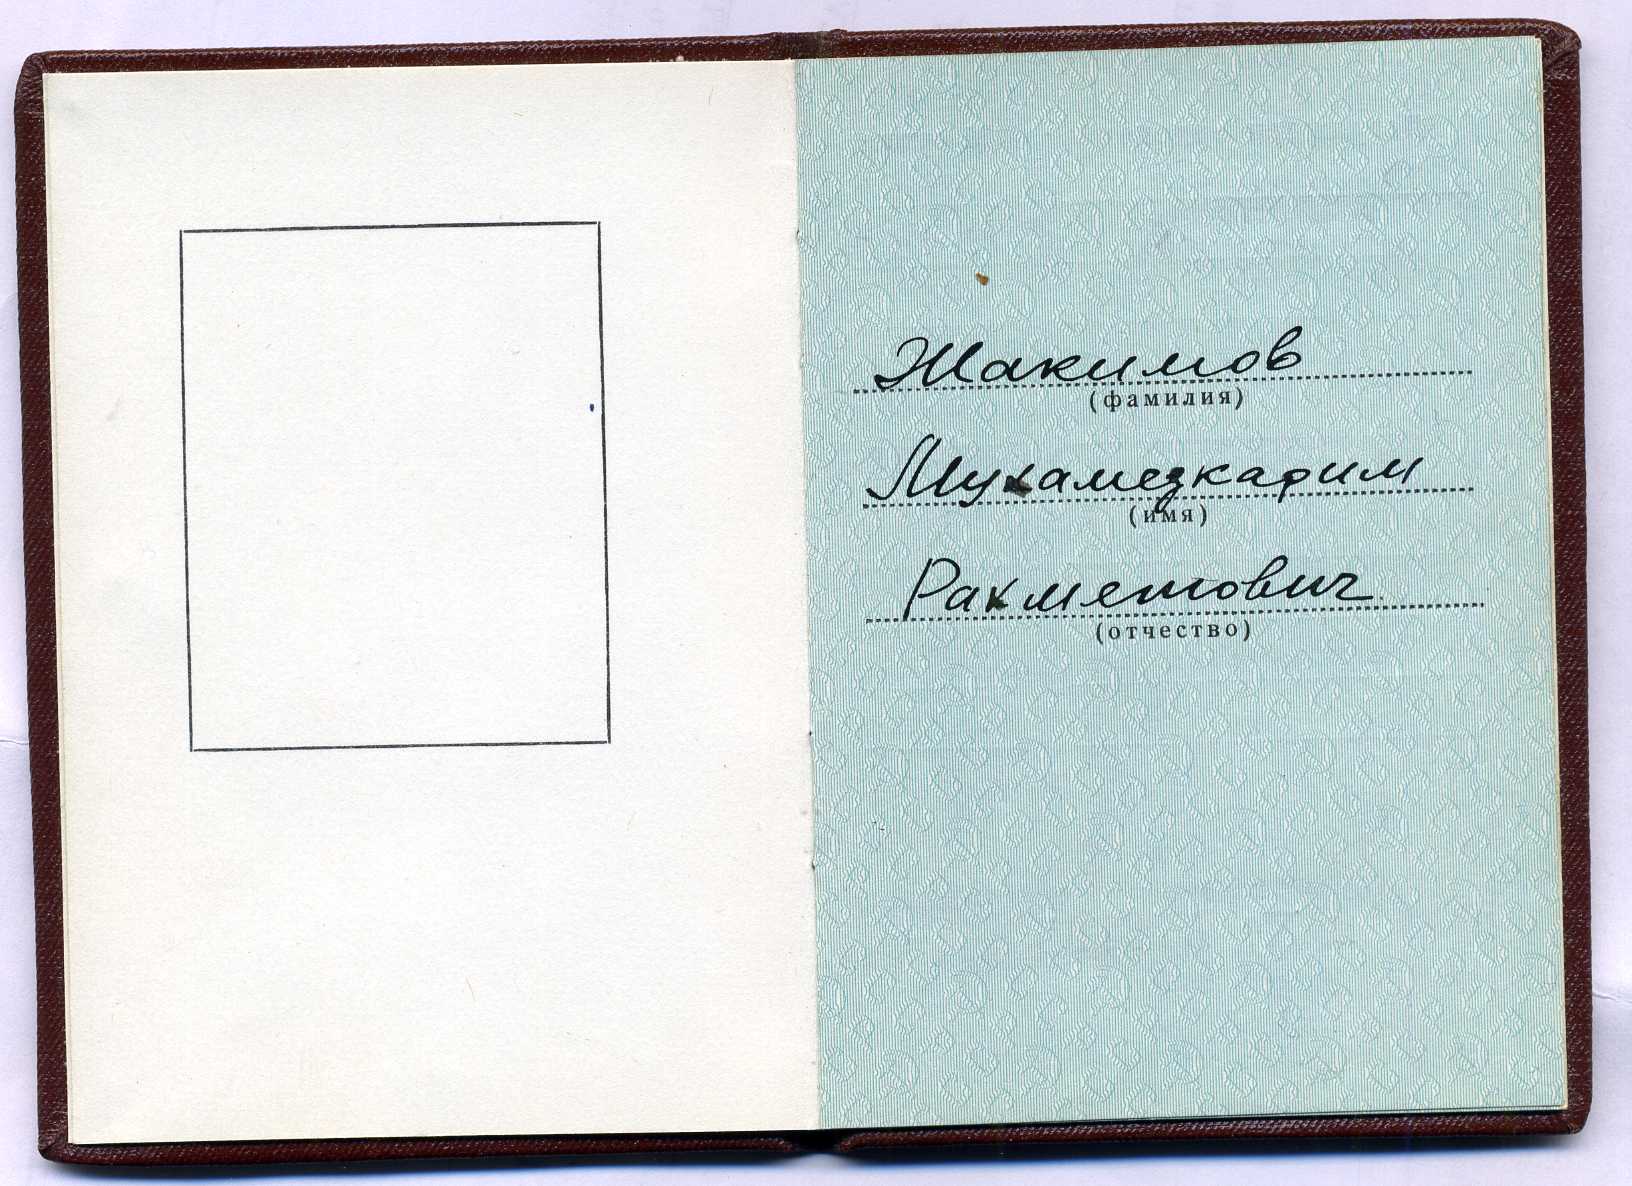 Жакимов
(фамилия)
Мухамедкарим
(имя)
Рахметович
(отчество)